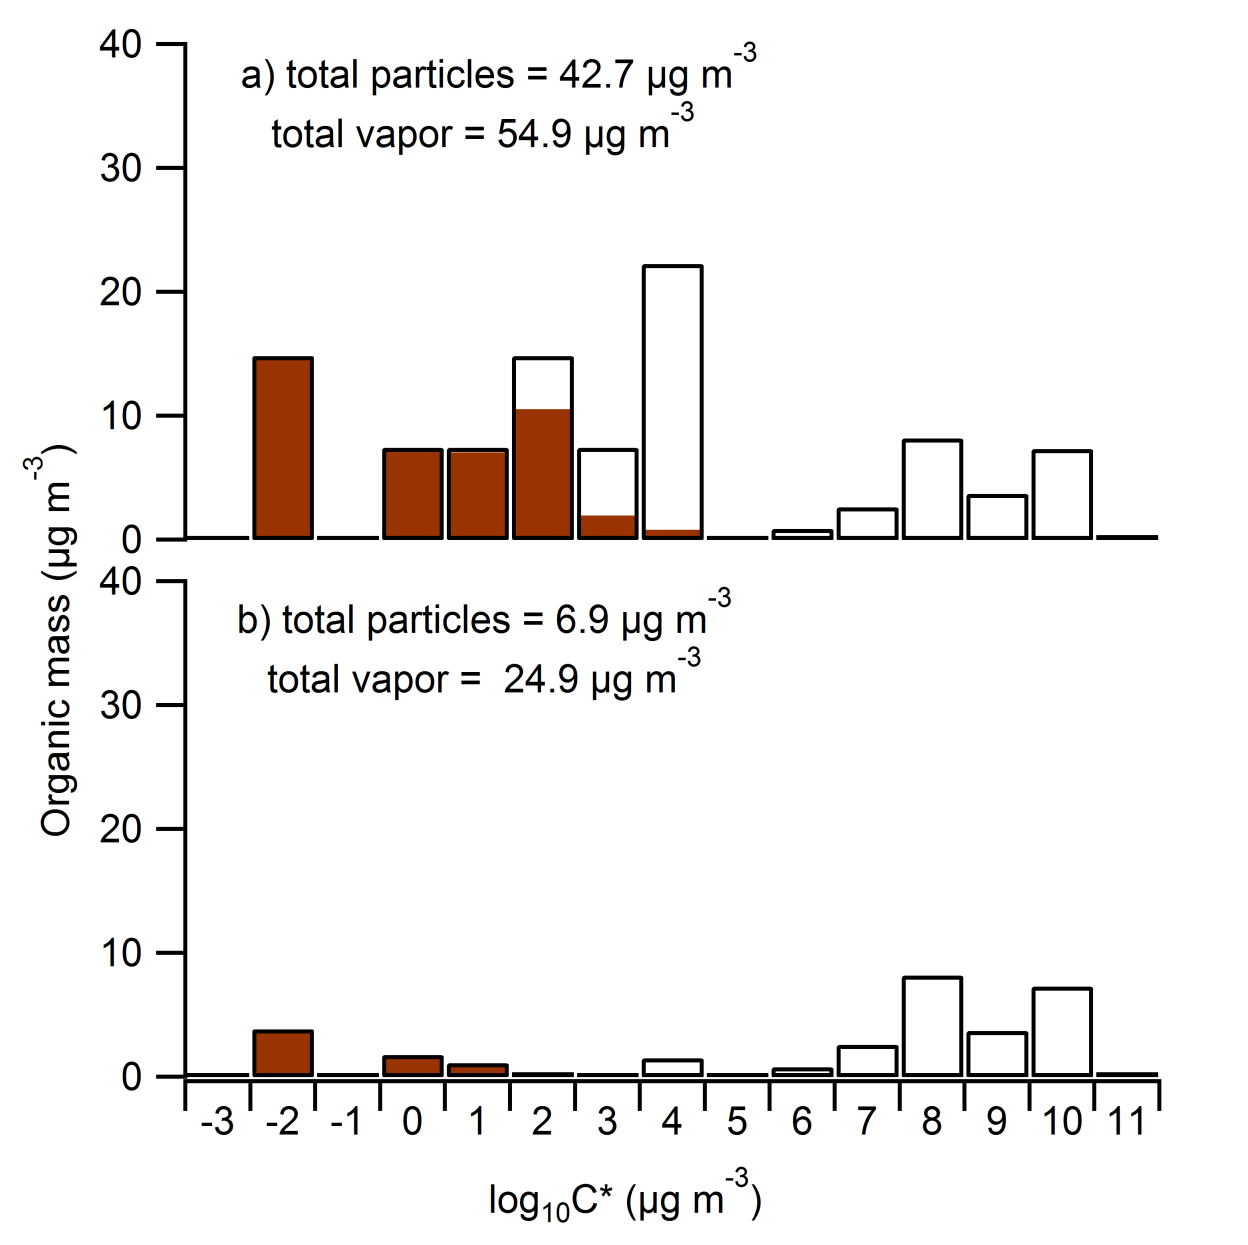 40
a) total particles = 42.7 µg m⁻³
total vapor = 54.9 µg m⁻³
30
20
10
0
Organic mass (µg m⁻³)
40
b) total particles = 6.9 µg m⁻³
total vapor =  24.9 µg m⁻³
30
20
10
0
-3 -2 -1 0 1 2 3 4 5 6 7 8 9 10 11
log₁₀C* (µg m⁻³)